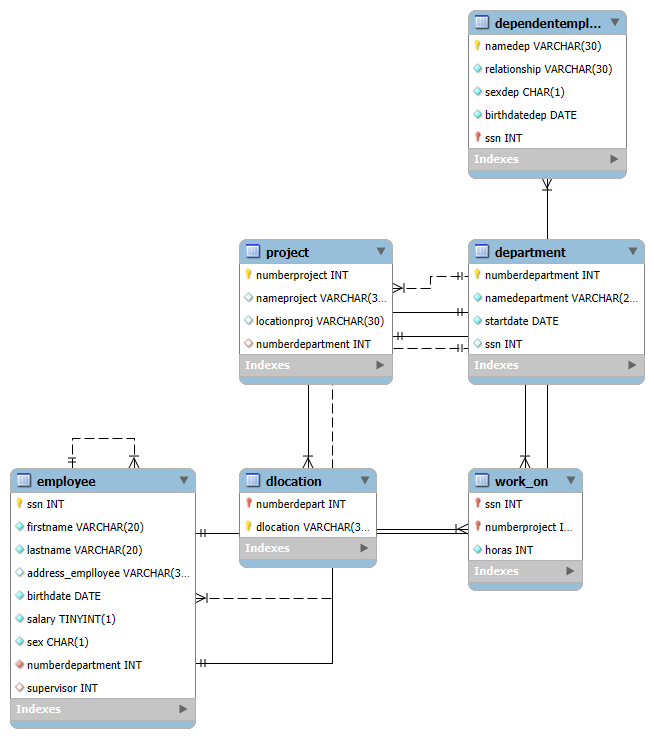 dependentempl...
namedep VARCHAR(30)
relationship VARCHAR(30)
sexdep CHAR(1)
birthdatedep DATE
ssn INT
Indexes
project
numberproject INT
nameproject VARCHAR(3...
locationproj VARCHAR(30)
numberdepartment INT
Indexes
department
numberdepartment INT
namedepartment VARCHAR(2...
startdate DATE
ssn INT
Indexes
employee
ssn INT
firstname VARCHAR(20)
lastname VARCHAR(20)
address_emplloyee VARCHAR(3...
birthdate DATE
salary TINYINT(1)
sex CHAR(1)
numberdepartment INT
supervisor INT
Indexes
dlocation
numberdepart INT
dlocation VARCHAR(3...
Indexes
work_on
ssn INT
numberproject I...
horas INT
Indexes